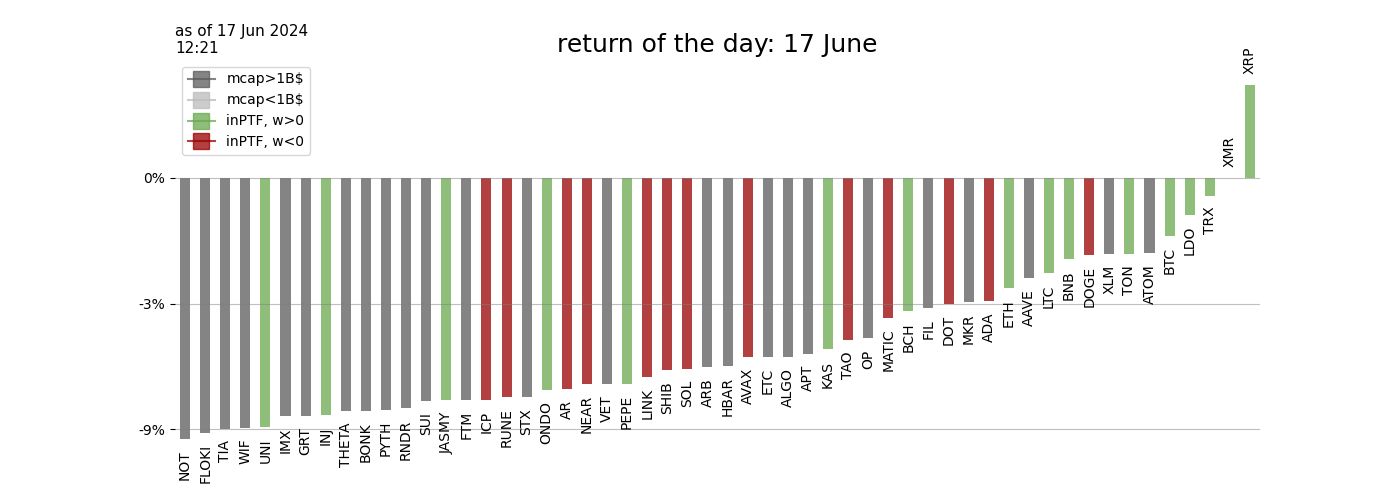 as of 17 Jun 2024
12:21
return of the day: 17 June
mcap>1B$
mcap<1B$
inPTF, w>0
inPTF, w<0
0%
-3%
-9%
NOT
FLOKI
TIA
WIF
UNI
IMX
GRT
INJ
THETA
BONK
PYTH
RNDR
SUI
JASMY
FTM
ICP
RUNE
STX
ONDO
AR
NEAR
VET
PEPE
LINK
SHIB
SOL
ARB
HBAR
AVAX
ETC
ALGO
APT
KAS
TAO
OP
MATIC
BCH
FIL
DOT
MKR
ADA
ETH
AAVE
LTC
BNB
DOGE
XLM
TON
ATOM
BTC
LDO
TRX
XMR
XRP